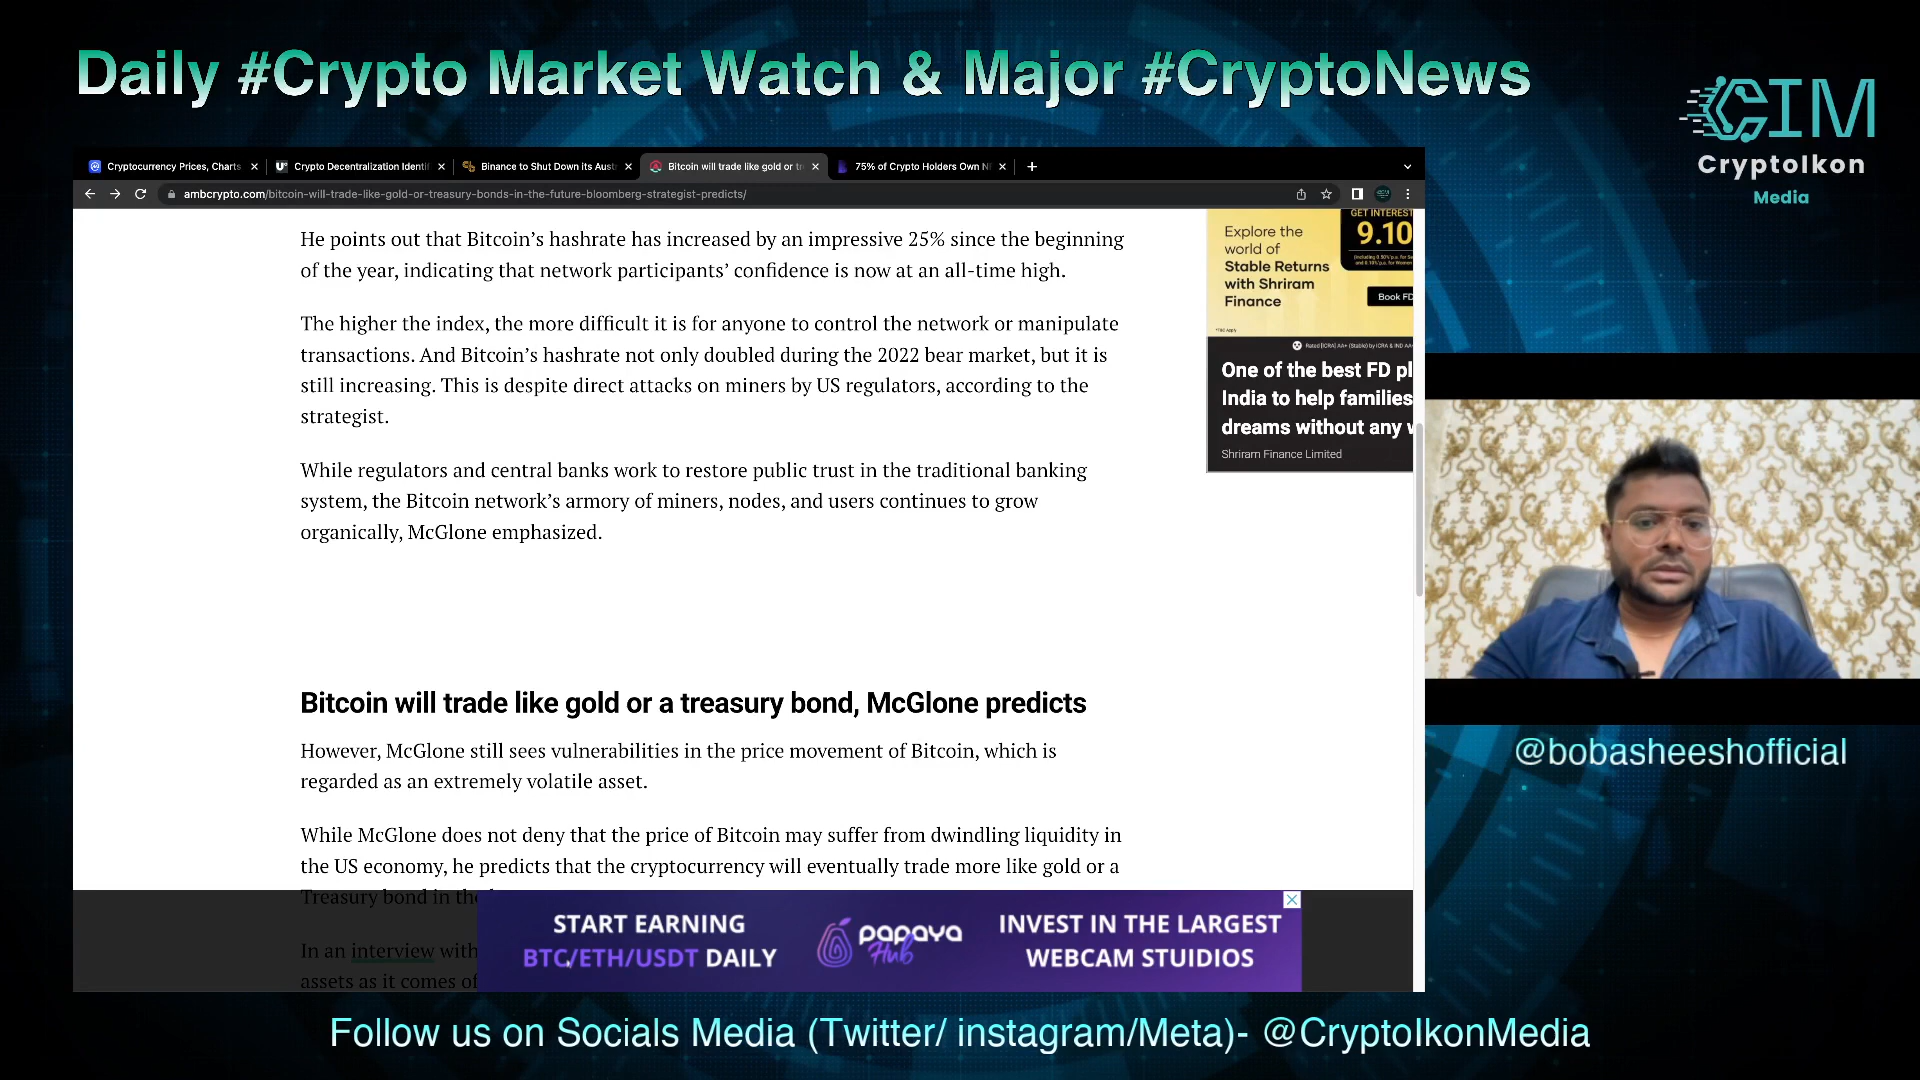 Daily #Crypto Market Watch & Major #CryptoNews
CIM
CryptoIkon
Media
Cryptocurrency Prices, Charts
Crypto Decentralization Identif
Binance to Shut Down its Aust
Bitcoin will trade like gold or tr
75% of Crypto Holders Own NF
ambcrypto.com/bitcoin-will-trade-like-gold-or-treasury-bonds-in-the-future-bloomberg-strategist-predicts/
He points out that Bitcoin’s hashrate has increased by an impressive 25% since the beginning
of the year, indicating that network participants’ confidence is now at an all-time high.
The higher the index, the more difficult it is for anyone to control the network or manipulate
transactions. And Bitcoin’s hashrate not only doubled during the 2022 bear market, but it is
still increasing. This is despite direct attacks on miners by US regulators, according to the
strategist.
While regulators and central banks work to restore public trust in the traditional banking
system, the Bitcoin network’s armory of miners, nodes, and users continues to grow
organically, McGlone emphasized.
Bitcoin will trade like gold or a treasury bond, McGlone predicts
However, McGlone still sees vulnerabilities in the price movement of Bitcoin, which is
regarded as an extremely volatile asset.
While McGlone does not deny that the price of Bitcoin may suffer from dwindling liquidity in
the US economy, he predicts that the cryptocurrency will eventually trade more like gold or a
Treasury bond in the
In an interview with
assets as it comes of
GET INTEREST
9.10
Explore the
world of
Stable Returns
with Shriram
Finance
Book FD
Rated [ICRA] AA+ (Stable) by ICRA & IND AA+
One of the best FD pl
India to help families
dreams without any w
Shriram Finance Limited
START EARNING
BTC/ETH/USDT DAILY
PAPAYA
Hub
INVEST IN THE LARGEST
WEBCAM STUIDIOS
@bobasheeshofficial
Follow us on Socials Media (Twitter/ instagram/Meta)- @CryptoIkonMedia